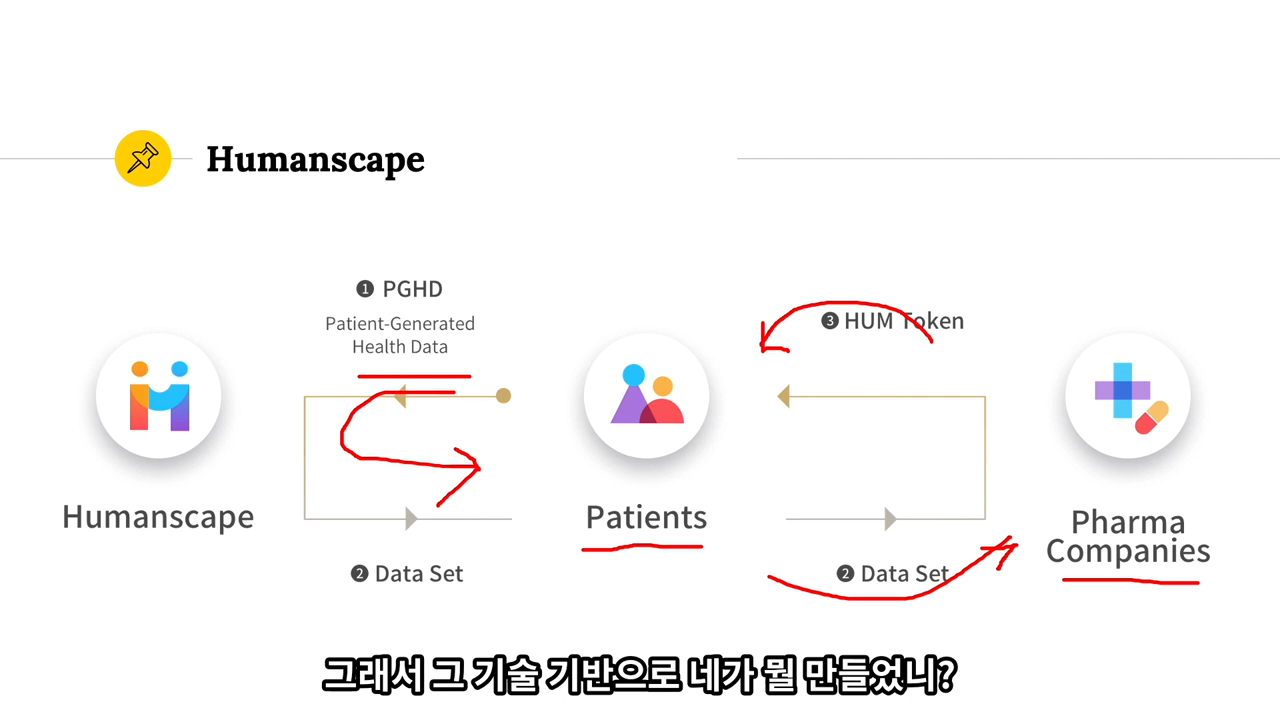 Humanscape
❶ PGHD
Patient-Generated
Health Data
❸ HUM Token
Humanscape
Patients
Pharma
Companies
❷ Data Set
❷ Data Set
그래서 그 기술 기반으로 네가 뭘 만들었니?